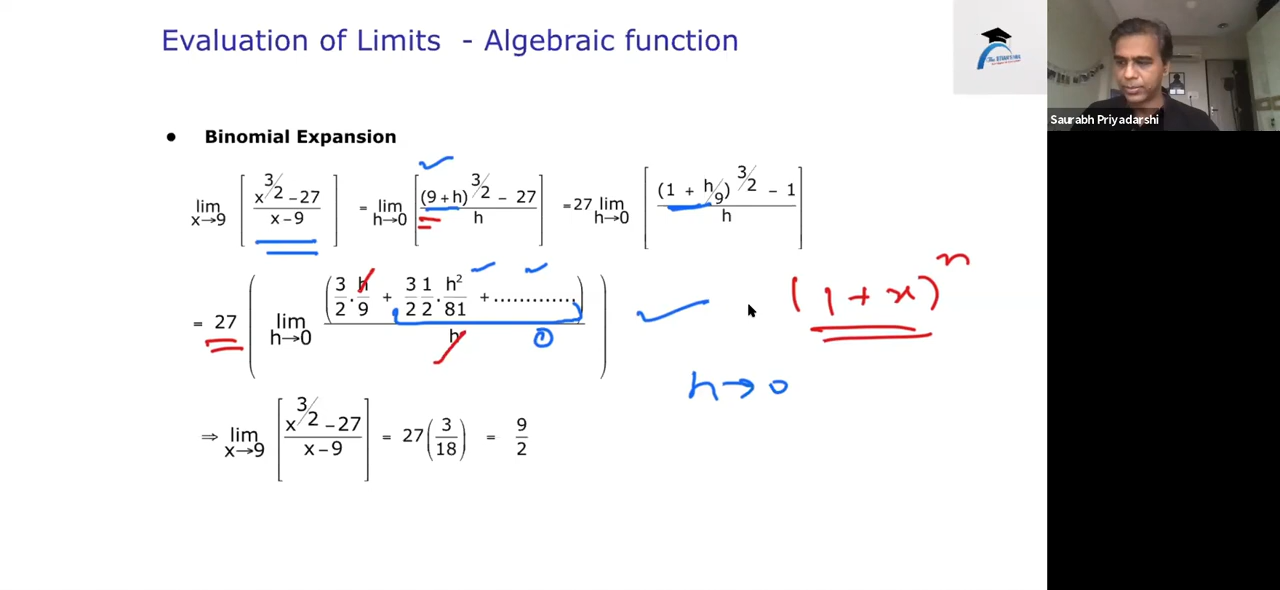 Evaluation of Limits - Algebraic function
Saurabh Priyadarshi
• Binomial Expansion
lim x→9 [ (x^3/2 – 27) / (x – 9) ] = lim h→0 [ ((9 + h)^3/2 – 27) / h ] = 27 lim h→0 [ ((1 + h/9)^3/2 – 1) / h ]
= 27 ( lim h→0 ( 3/2 . h/9 + 3/2 1/2 . h²/81 + ............. ) / h )
(1 + x)^n
①
h → 0
⇒ lim x→9 [ (x^3/2 – 27) / (x – 9) ] = 27 (3/18) = 9/2